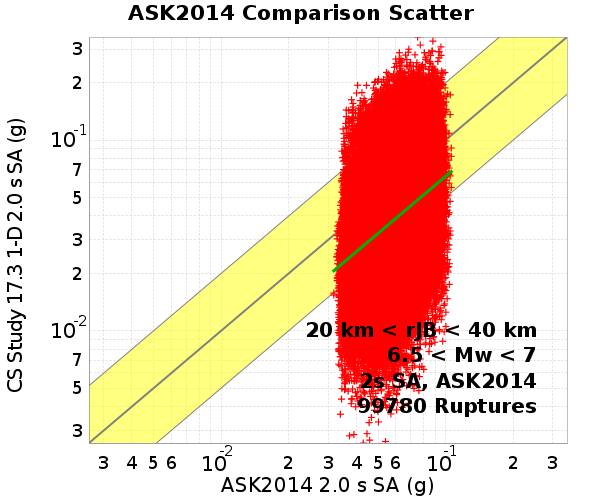 ASK2014 Comparison Scatter
CS Study 17.3 1-D 2.0 s SA (g)
3
2
10⁻¹
7
5
3
2
10⁻²
7
5
3
20 km < rJB < 40 km
6.5 < Mw < 7
2s SA, ASK2014
99780 Ruptures
3 4 5 6 10⁻² 2 3 4 5 6 10⁻¹ 2 3
ASK2014 2.0 s SA (g)